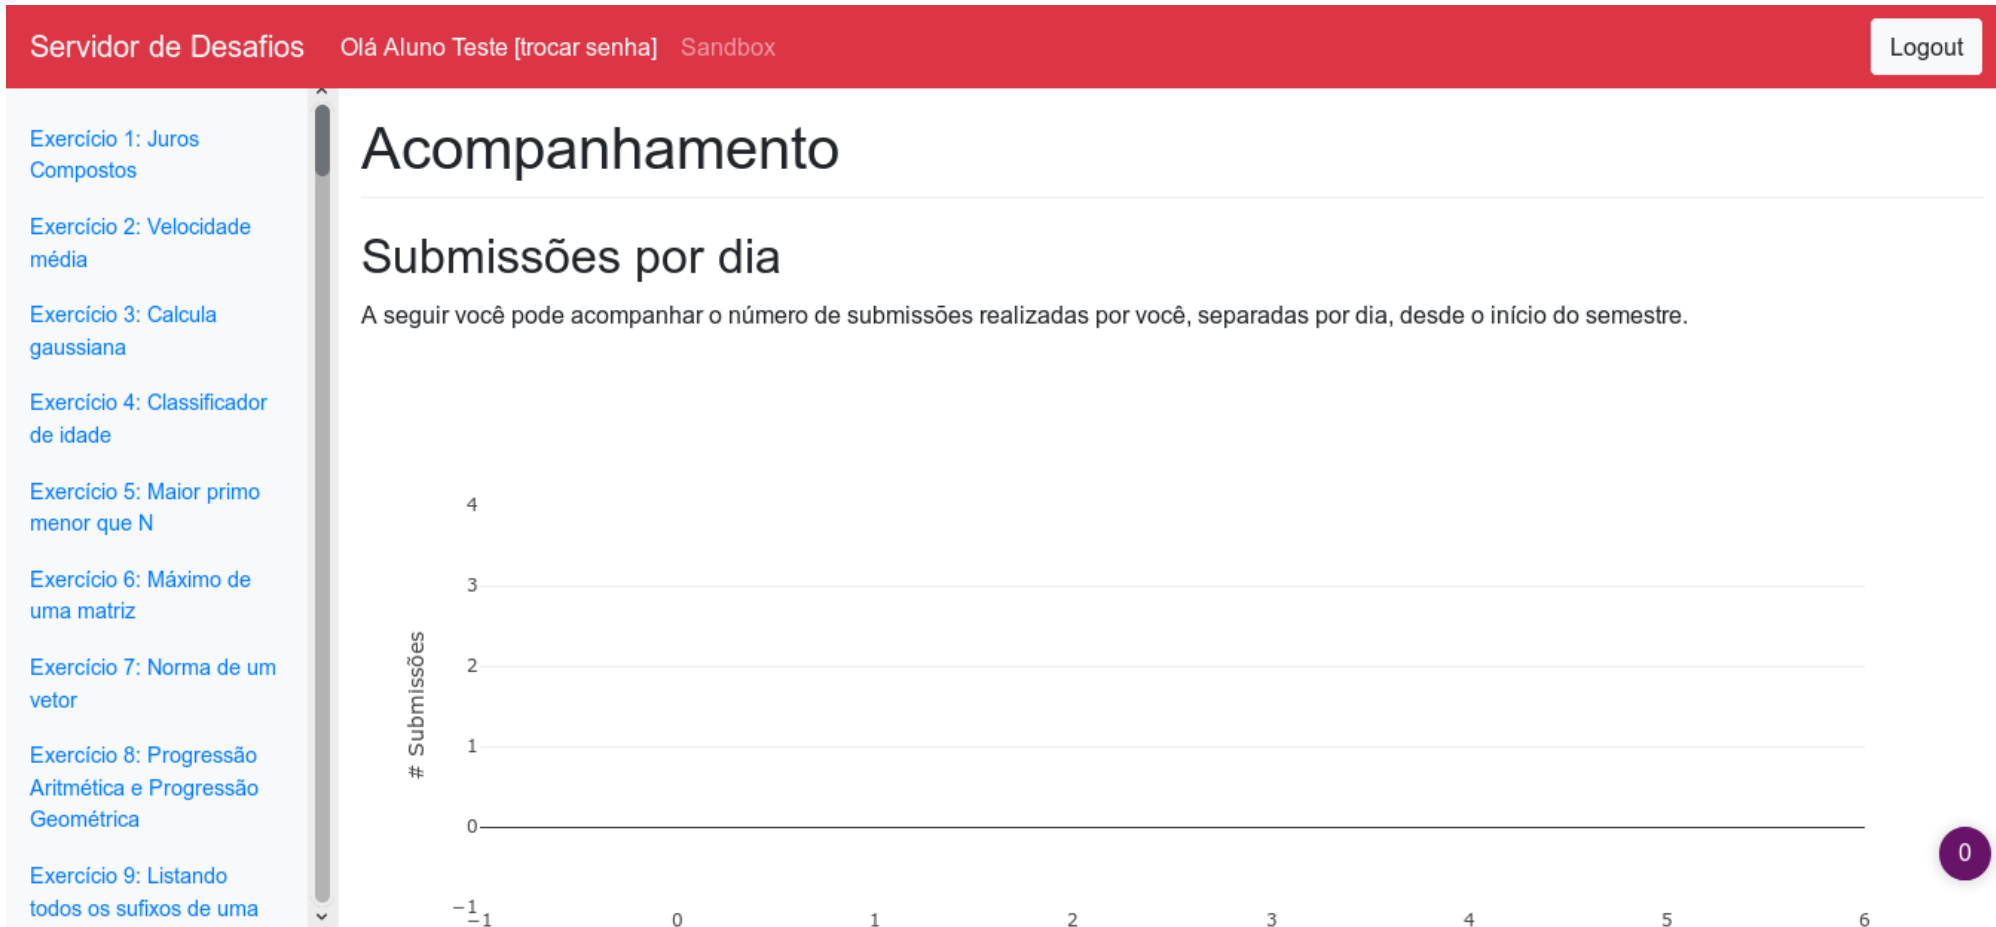 Servidor de Desafios Olá Aluno Teste [trocar senha] Sandbox Logout
Exercício 1: Juros
Compostos
Exercício 2: Velocidade
média
Exercício 3: Calcula
gaussiana
Exercício 4: Classificador
de idade
Exercício 5: Maior primo
menor que N
Exercício 6: Máximo de
uma matriz
Exercício 7: Norma de um
vetor
Exercício 8: Progressão
Aritmética e Progressão
Geométrica
Exercício 9: Listando
todos os sufixos de uma
Acompanhamento
Submissões por dia
A seguir você pode acompanhar o número de submissões realizadas por você, separadas por dia, desde o início do semestre.
# Submissões
4
3
2
1
0
−1
−1 0 1 2 3 4 5 6
0